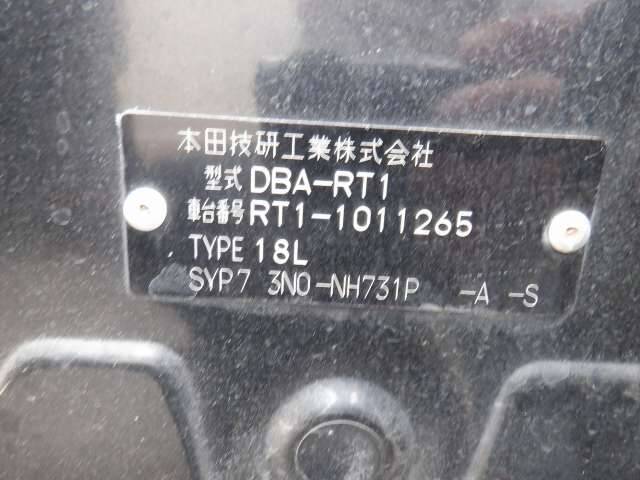 本田技研工業株式会社
型式 DBA-RT1
車台番号 RT1-1011265
TYPE 18L
SYP7 3N0-NH731P -A -S